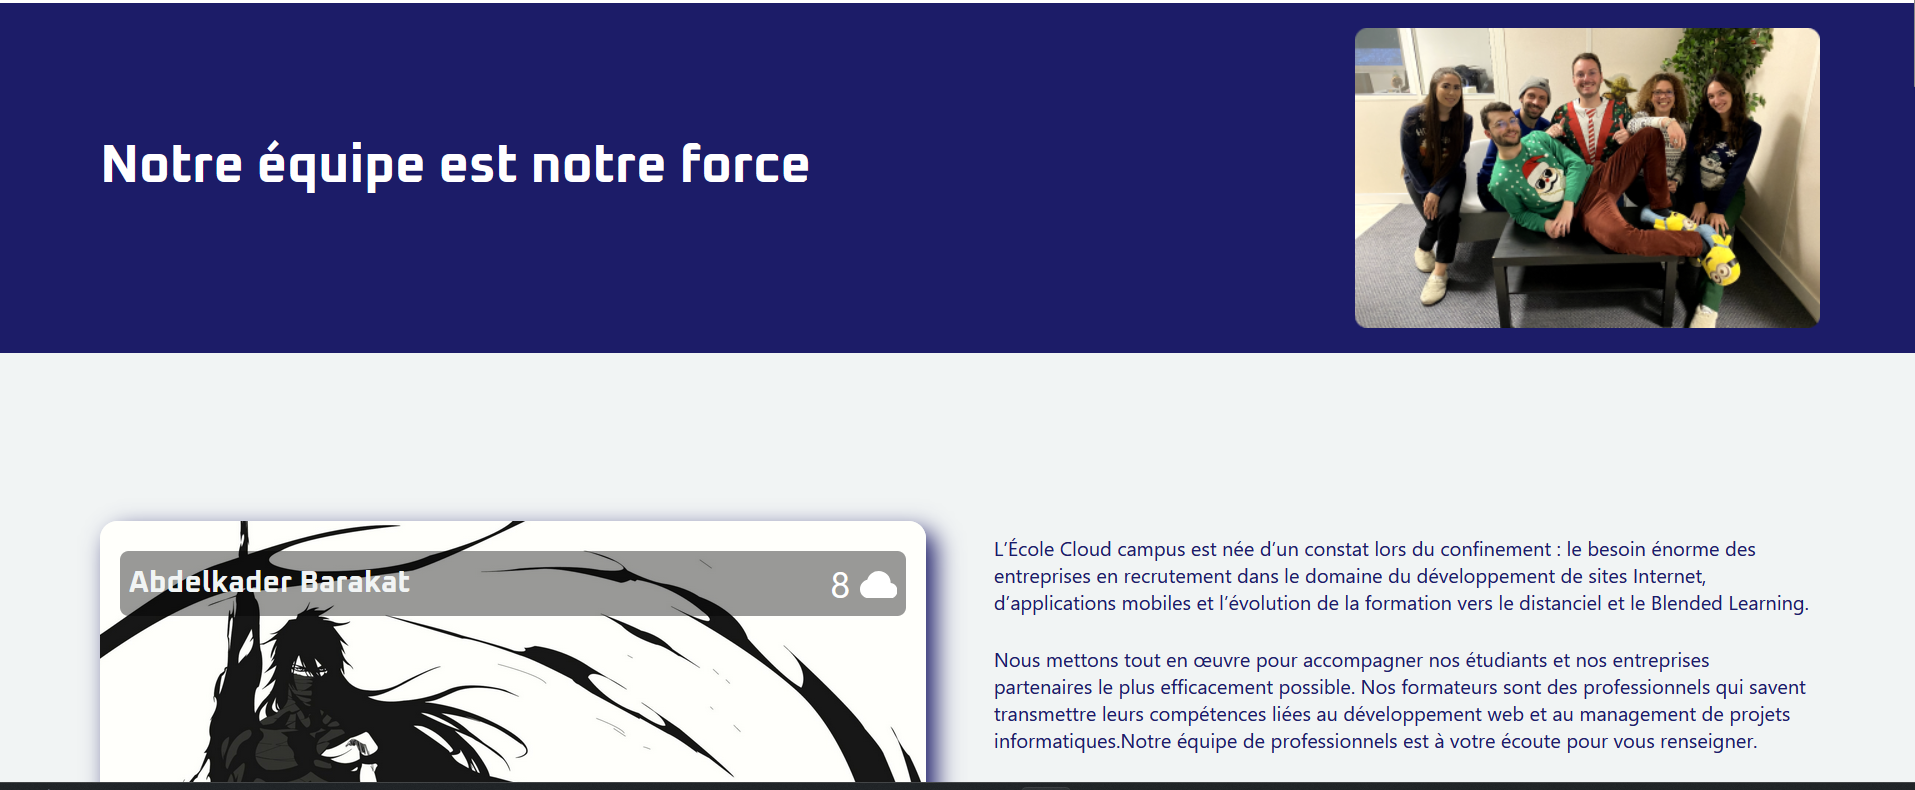 Notre équipe est notre force
Abdelkader Barakat
8
L’École Cloud campus est née d’un constat lors du confinement : le besoin énorme des
entreprises en recrutement dans le domaine du développement de sites Internet,
d’applications mobiles et l’évolution de la formation vers le distanciel et le Blended Learning.
Nous mettons tout en œuvre pour accompagner nos étudiants et nos entreprises
partenaires le plus efficacement possible. Nos formateurs sont des professionnels qui savent
transmettre leurs compétences liées au développement web et au management de projets
informatiques.Notre équipe de professionnels est à votre écoute pour vous renseigner.